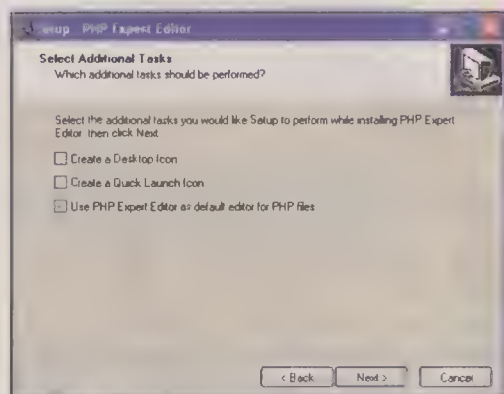 Setup PHP Expert Editor
Select Additional Tasks
Which additional tasks should be performed?
Select the additional tasks you would like Setup to perform while installing PHP Expert
Editor then click Next
Create a Desktop Icon
Create a Quick Launch Icon
Use PHP Expert Editor as default editor for PHP files
< Back
Next >
Cancel